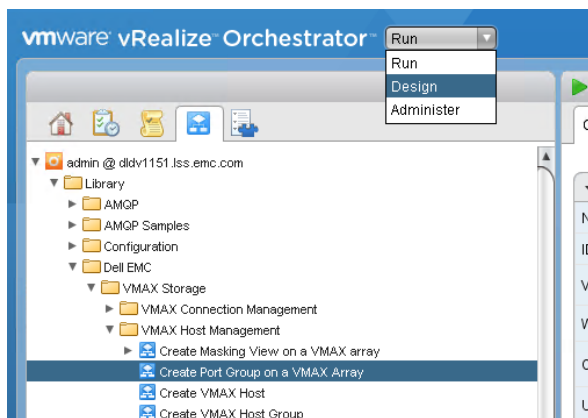 vmware vRealize™ Orchestrator™ Run
Run
Design
Administer
admin @ dldv1151.lss.emc.com
Library
AMQP
AMQP Samples
Configuration
Dell EMC
VMAX Storage
VMAX Connection Management
VMAX Host Management
Create Masking View on a VMAX array
Create Port Group on a VMAX Array
Create VMAX Host
Create VMAX Host Group